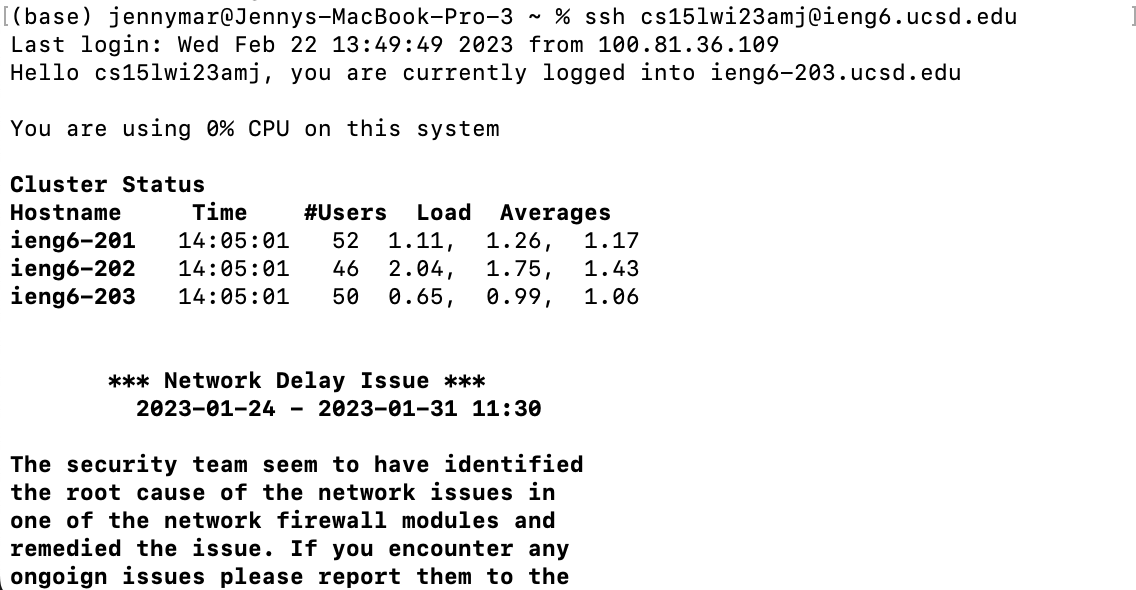 (base) jennymar@Jennys-MacBook-Pro-3 ~ % ssh cs15lwi23amj@ieng6.ucsd.edu
Last login: Wed Feb 22 13:49:49 2023 from 100.81.36.109
Hello cs15lwi23amj, you are currently logged into ieng6-203.ucsd.edu
You are using 0% CPU on this system
Cluster Status
Hostname     Time    #Users  Load  Averages
ieng6-201   14:05:01   52  1.11,  1.26,  1.17
ieng6-202   14:05:01   46  2.04,  1.75,  1.43
ieng6-203   14:05:01   50  0.65,  0.99,  1.06
*** Network Delay Issue ***
2023-01-24 - 2023-01-31 11:30
The security team seem to have identified
the root cause of the network issues in
one of the network firewall modules and
remedied the issue. If you encounter any
ongoign issues please report them to the